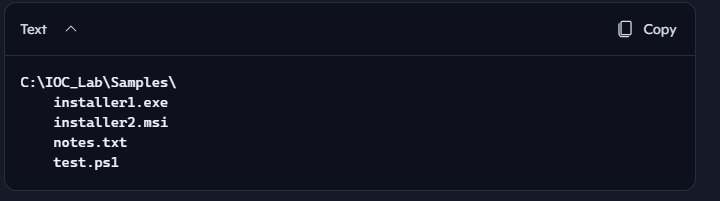 Text
Copy
C:\IOC_Lab\Samples\
    installer1.exe
    installer2.msi
    notes.txt
    test.ps1